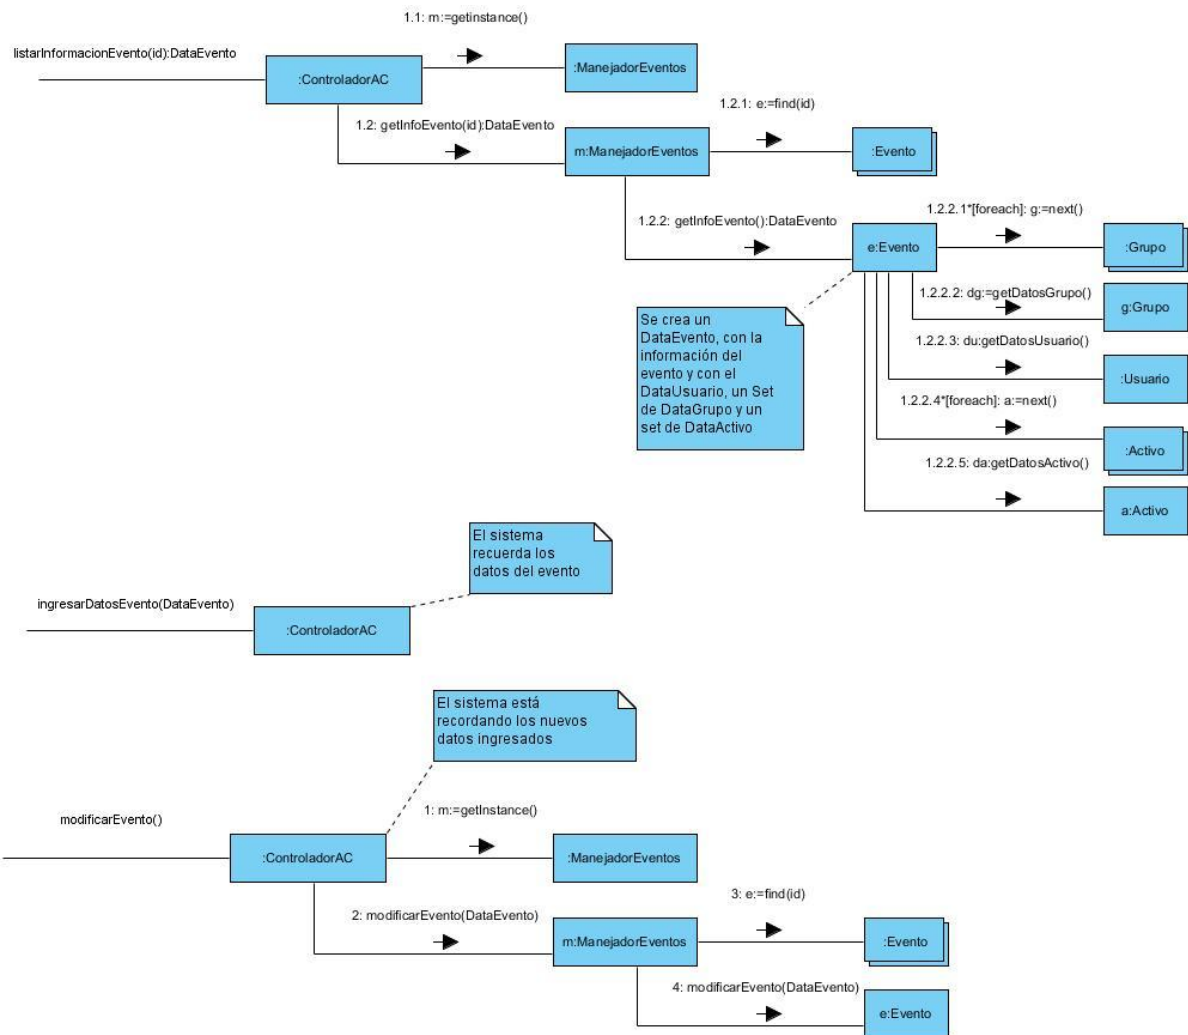 1.1: m:=getinstance()
listarInformacionEvento(id):DataEvento
:ControladorAC
:ManejadorEventos
1.2.1: e:=find(id)
1.2: getInfoEvento(id):DataEvento
m:ManejadorEventos
:Evento
1.2.2: getInfoEvento():DataEvento
1.2.2.1*[foreach]: g:=next()
e:Evento
:Grupo
1.2.2.2: dg:=getDatosGrupo()
g:Grupo
Se crea un
DataEvento, con la
información del
evento y con el
DataUsuario, un Set
de DataGrupo y un
set de DataActivo
1.2.2.3: du:getDatosUsuario()
:Usuario
1.2.2.4*[foreach]: a:=next()
:Activo
1.2.2.5: da:getDatosActivo()
a:Activo
El sistema
recuerda los
datos del evento
ingresarDatosEvento(DataEvento)
:ControladorAC
El sistema está
recordando los nuevos
datos ingresados
modificarEvento()
1: m:=getInstance()
:ControladorAC
:ManejadorEventos
3: e:=find(id)
2: modificarEvento(DataEvento)
m:ManejadorEventos
:Evento
4: modificarEvento(DataEvento)
e:Evento